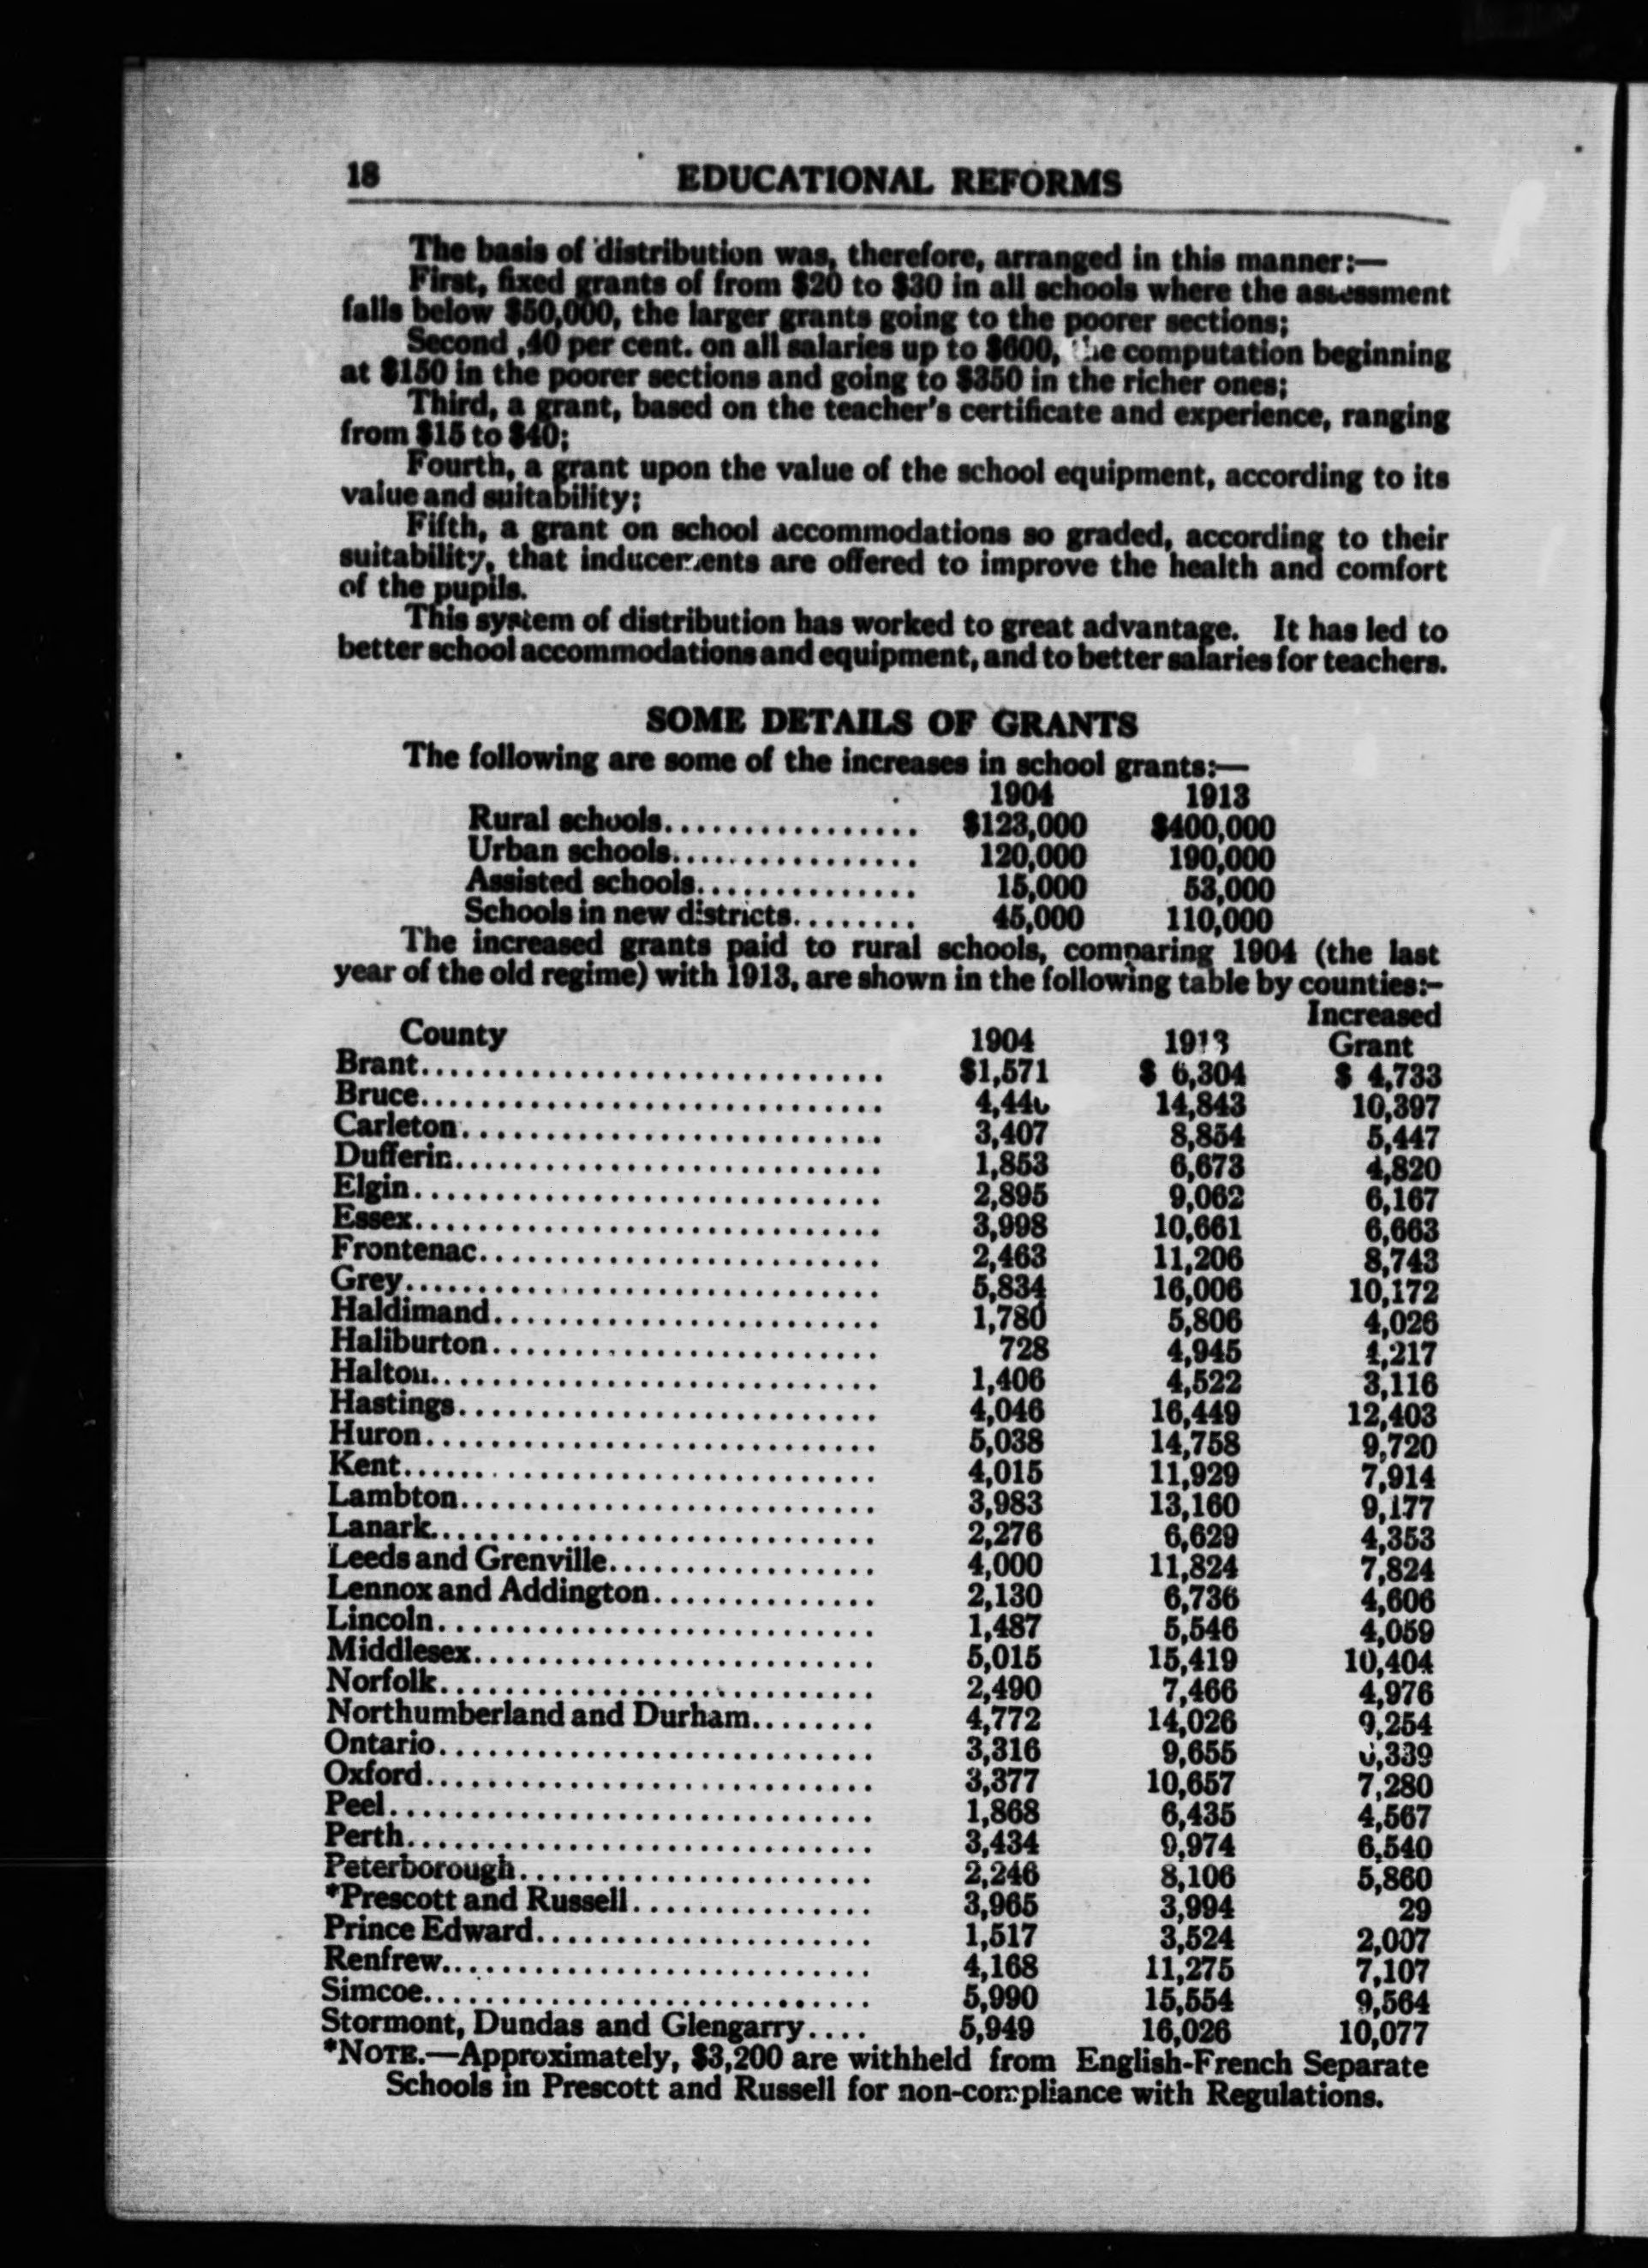 18 EDUCATIONAL REFORMS
The basis of distribution was, therefore, arranged in this manner:—
First, fixed grants of from $20 to $30 in all schools where the assessment
falls below $50,000, the larger grants going to the poorer sections;
Second ,40 per cent. on all salaries up to $600, the computation beginning
at $150 in the poorer sections and going to $350 in the richer ones;
Third, a grant, based on the teacher's certificate and experience, ranging
from $15 to $40;
Fourth, a grant upon the value of the school equipment, according to its
value and suitability;
Fifth, a grant on school accommodations so graded, according to their
suitability, that inducements are offered to improve the health and comfort
of the pupils.
This system of distribution has worked to great advantage. It has led to
better school accommodations and equipment, and to better salaries for teachers.
SOME DETAILS OF GRANTS
The following are some of the increases in school grants:—
1904 1913
Rural schools................ $123,000 $400,000
Urban schools................ 120,000 190,000
Assisted schools.............. 15,000 53,000
Schools in new districts........ 45,000 110,000
The increased grants paid to rural schools, comparing 1904 (the last
year of the old regime) with 1913, are shown in the following table by counties:-
Increased
County 1904 1913 Grant
Brant.............................. $1,571 $ 6,304 $ 4,733
Bruce.............................. 4,446 14,843 10,397
Carleton........................... 3,407 8,854 5,447
Dufferin........................... 1,853 6,673 4,820
Elgin.............................. 2,895 9,062 6,167
Essex.............................. 3,998 10,661 6,663
Frontenac.......................... 2,463 11,206 8,743
Grey............................... 5,834 16,006 10,172
Haldimand......................... 1,780 5,806 4,026
Haliburton......................... 728 4,945 4,217
Halton............................. 1,406 4,522 3,116
Hastings........................... 4,046 16,449 12,403
Huron............................. 5,038 14,758 9,720
Kent.............................. 4,015 11,929 7,914
Lambton........................... 3,983 13,160 9,177
Lanark............................. 2,276 6,629 4,353
Leeds and Grenville................. 4,000 11,824 7,824
Lennox and Addington.............. 2,130 6,736 4,606
Lincoln............................ 1,487 5,546 4,059
Middlesex.......................... 5,015 15,419 10,404
Norfolk............................ 2,490 7,466 4,976
Northumberland and Durham........ 4,772 14,026 9,254
Ontario............................ 3,316 9,655 6,339
Oxford............................. 3,377 10,657 7,280
Peel............................... 1,868 6,435 4,567
Perth.............................. 3,434 9,974 6,540
Peterborough....................... 2,246 8,106 5,860
*Prescott and Russell............... 3,965 3,994 29
Prince Edward..................... 1,517 3,524 2,007
Renfrew............................ 4,168 11,275 7,107
Simcoe............................. 5,990 15,554 9,564
Stormont, Dundas and Glengarry.... 5,949 16,026 10,077
*NOTE.—Approximately, $3,200 are withheld from English-French Separate
Schools in Prescott and Russell for non-compliance with Regulations.